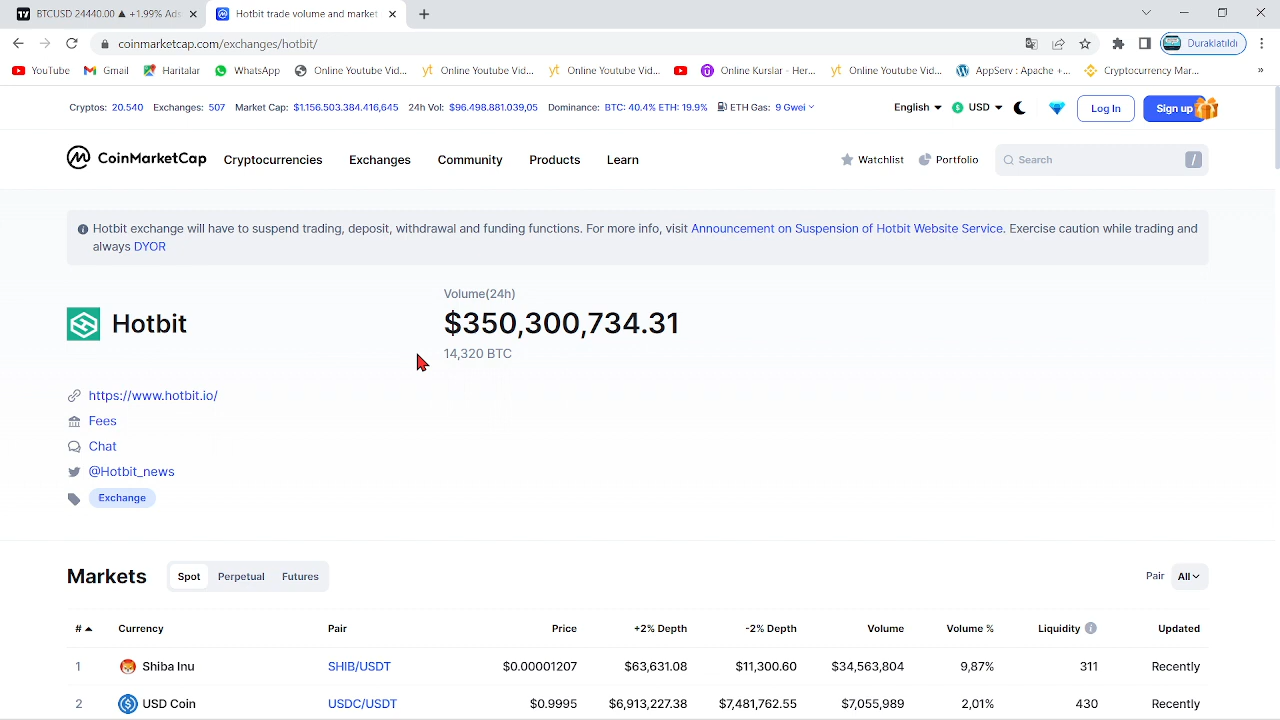 BTCUSD 24440.00 ▲ +1.99% Ads
Hotbit trade volume and market
coinmarketcap.com/exchanges/hotbit/
Duraklatıldı
YouTube Gmail Haritalar WhatsApp Online Youtube Vid... Online Youtube Vid... Online Youtube Vid... Online Kurslar - Her... Online Youtube Vid... AppServ : Apache +... Cryptocurrency Mar... »
Cryptos: 20.540 Exchanges: 507 Market Cap: $1.156.503.384.416,645 24h Vol: $96.498.881.039,05 Dominance: BTC: 40.4% ETH: 19.9% ETH Gas: 9 Gwei English USD Log In Sign up
CoinMarketCap Cryptocurrencies Exchanges Community Products Learn Watchlist Portfolio Search /
Hotbit exchange will have to suspend trading, deposit, withdrawal and funding functions. For more info, visit Announcement on Suspension of Hotbit Website Service. Exercise caution while trading and
always DYOR
Volume(24h)
Hotbit $350,300,734.31
14,320 BTC
https://www.hotbit.io/
Fees
Chat
@Hotbit_news
Exchange
Markets Spot Perpetual Futures Pair All
# Currency Pair Price +2% Depth -2% Depth Volume Volume % Liquidity Updated
1 Shiba Inu SHIB/USDT $0.00001207 $63,631.08 $11,300.60 $34,563,804 9,87% 311 Recently
2 USD Coin USDC/USDT $0.9995 $6,913,227.38 $7,481,762.55 $7,055,989 2,01% 430 Recently